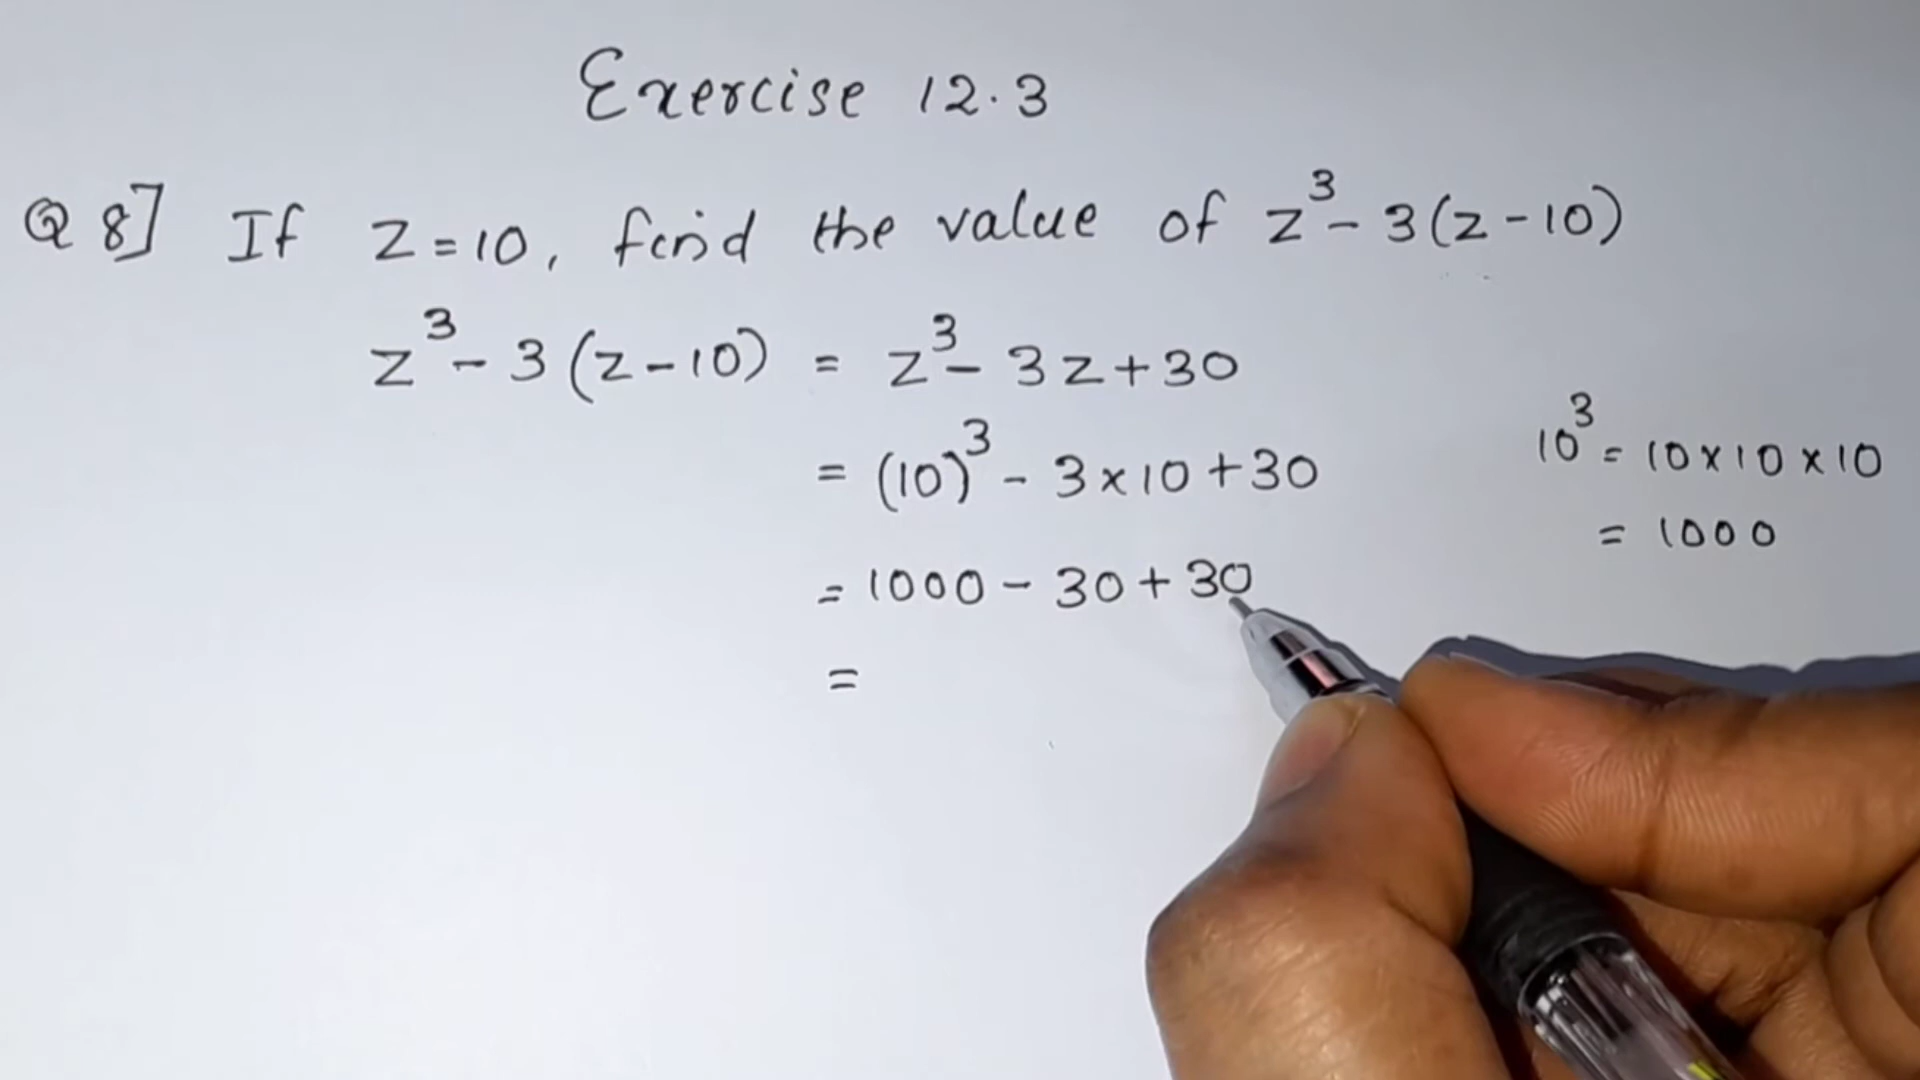 Exercise 12.3
Q 8] If z = 10, find the value of z³ - 3(z - 10)
z³ - 3(z - 10) = z³ - 3z + 30
= (10)³ - 3 × 10 + 30
10³ = 10 × 10 × 10
= 1000
= 1000 - 30 + 30
=